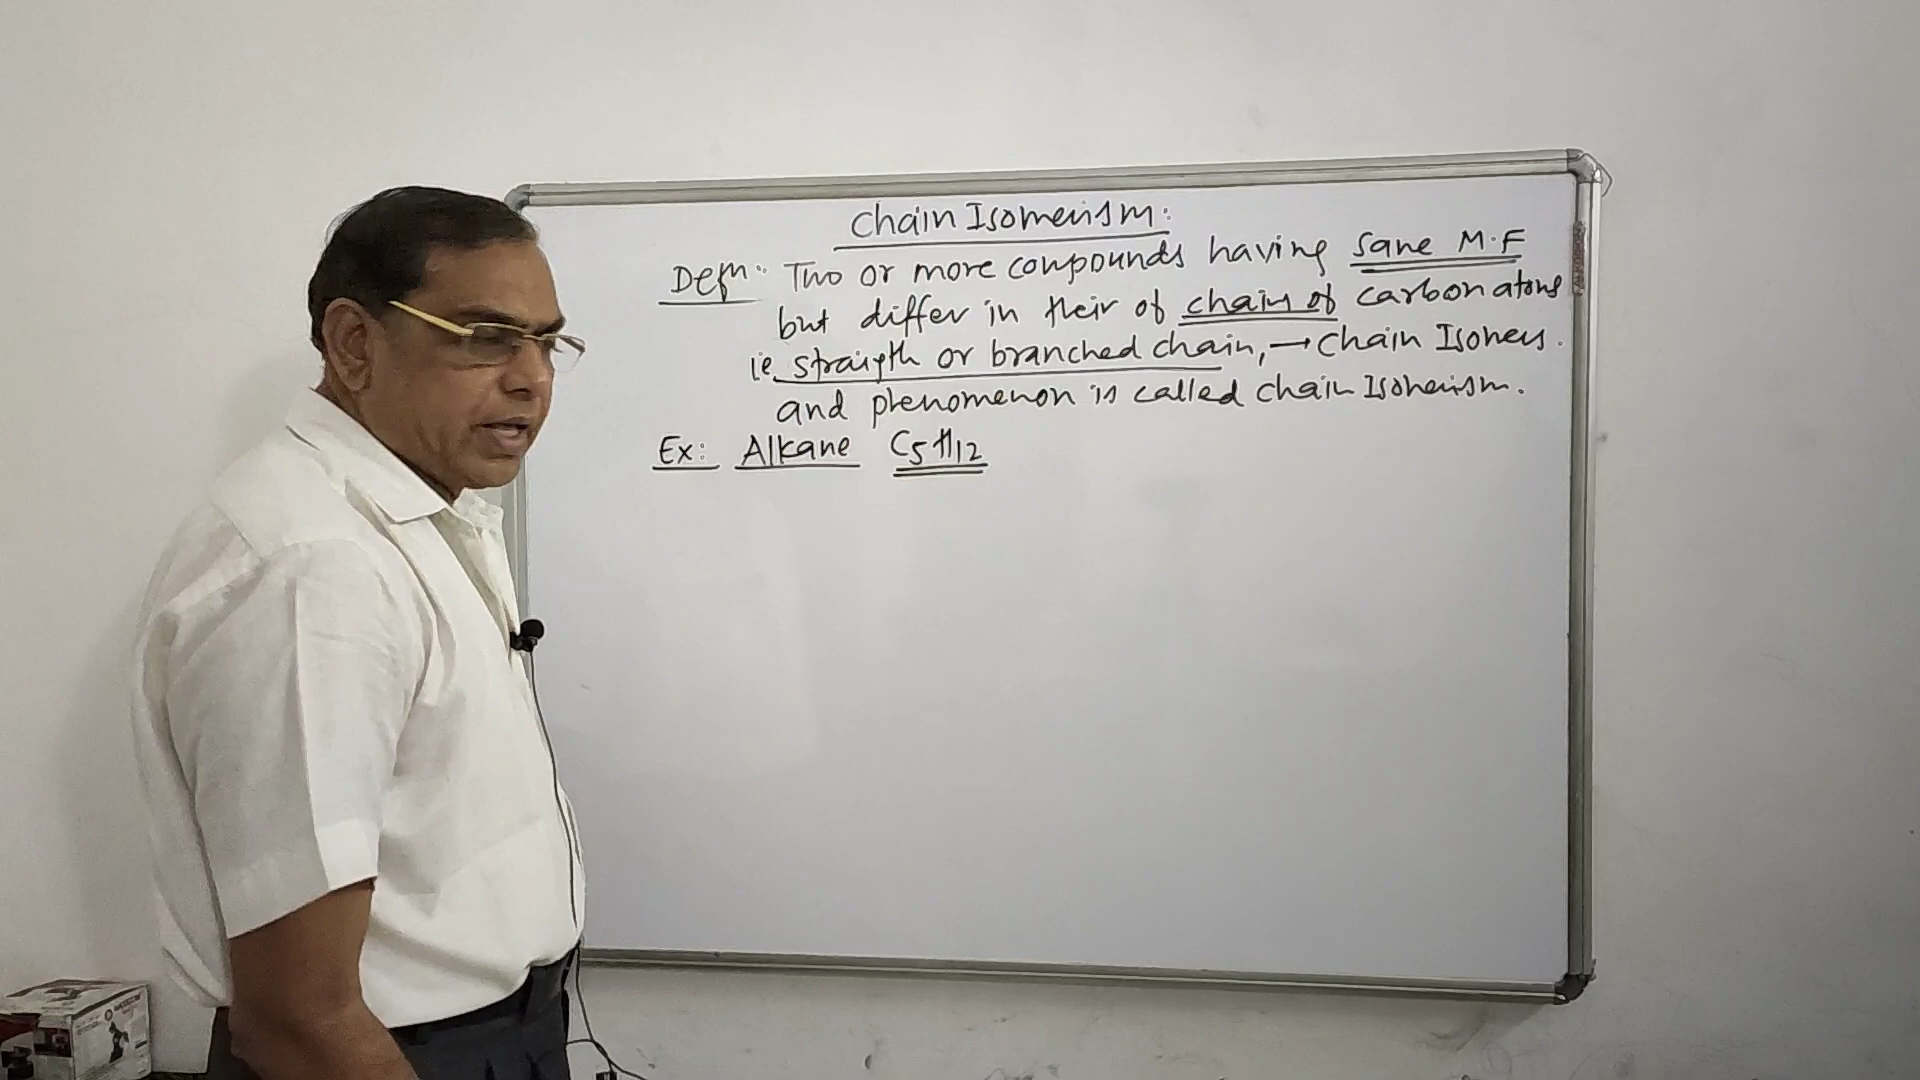 Chain Isomerism:
Defn: Two or more compounds having same M.F
but differ in their of chain of carbon atoms
i.e. straigth or branched chain, → Chain Isomers.
and phenomenon is called chain Isomerism.
Ex: Alkane C5H12